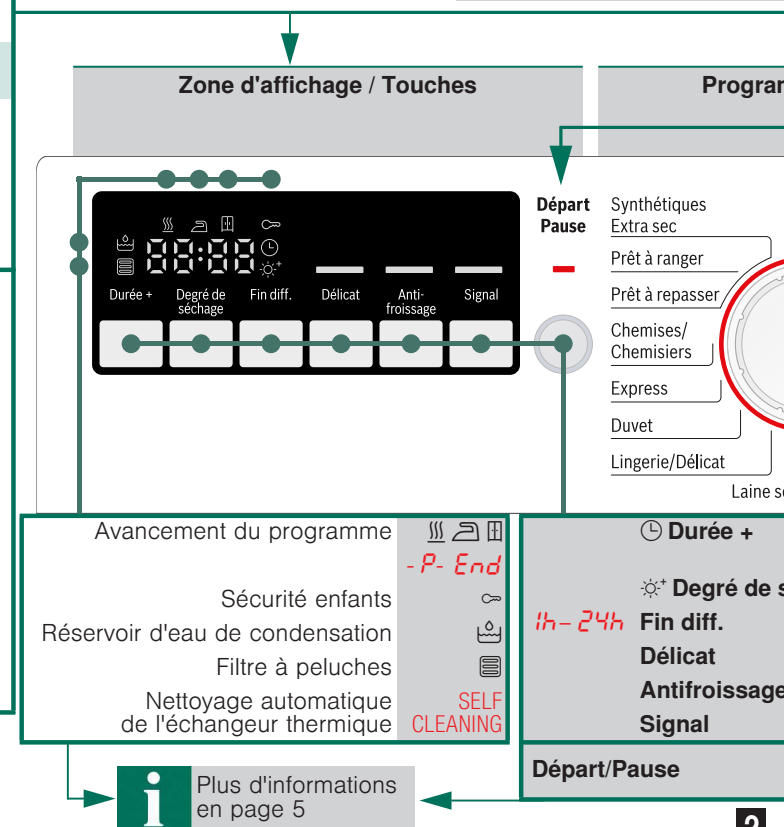 Zone d'affichage / Touches
Départ
Pause
88:88
Durée +
Degré de
séchage
Fin diff.
Délicat
Anti-
froissage
Signal
Synthétiques
Extra sec
Prêt à ranger
Prêt à repasser
Chemises/
Chemisiers
Express
Duvet
Lingerie/Délicat
Laine
Avancement du programme
-P- End
Sécurité enfants
Réservoir d'eau de condensation
Filtre à peluches
Nettoyage automatique SELF
de l'échangeur thermique CLEANING
Durée +
Degré de
1h-24h Fin diff.
Délicat
Antifroissage
Signal
Départ/Pause
i Plus d'informations
en page 5